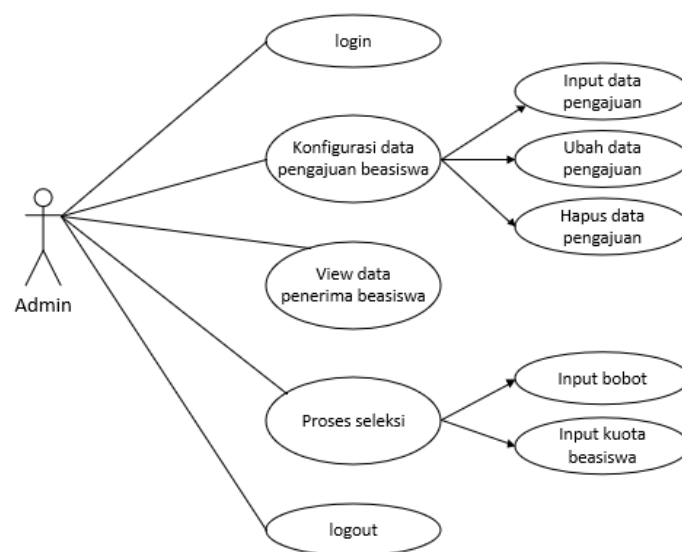 login
Input data
pengajuan
Konfigurasi data
pengajuan beasiswa
Ubah data
pengajuan
Hapus data
pengajuan
View data
penerima beasiswa
Admin
Input bobot
Proses seleksi
Input kuota
beasiswa
logout